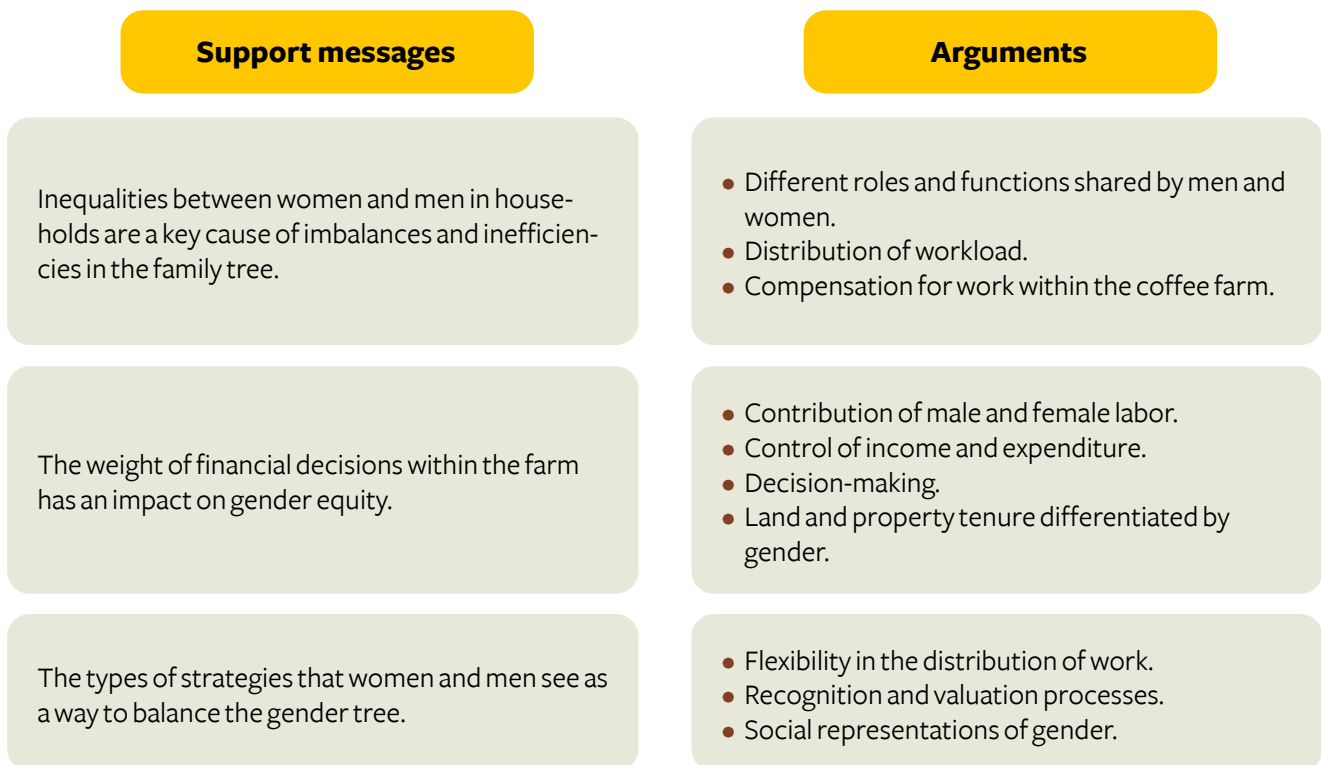 Support messages
Arguments
Inequalities between women and men in house-
holds are a key cause of imbalances and inefficien-
cies in the family tree.
• Different roles and functions shared by men and
women.
• Distribution of workload.
• Compensation for work within the coffee farm.
The weight of financial decisions within the farm
has an impact on gender equity.
• Contribution of male and female labor.
• Control of income and expenditure.
• Decision-making.
• Land and property tenure differentiated by
gender.
The types of strategies that women and men see as
a way to balance the gender tree.
• Flexibility in the distribution of work.
• Recognition and valuation processes.
• Social representations of gender.